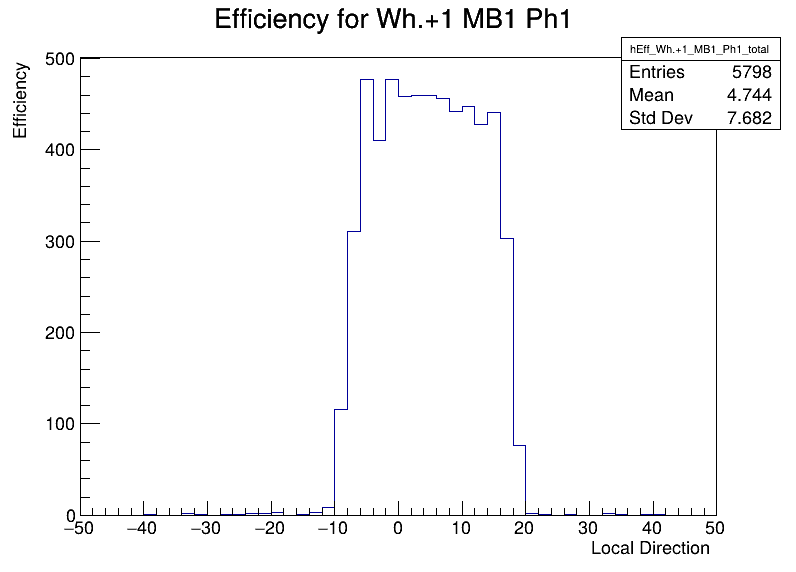 Efficiency for Wh.+1 MB1 Ph1
hEff_Wh.+1_MB1_Ph1_total
Entries 5798
Mean 4.744
Std Dev 7.682
Efficiency
500
400
300
200
100
0
−50 −40 −30 −20 −10 0 10 20 30 40 50
Local Direction